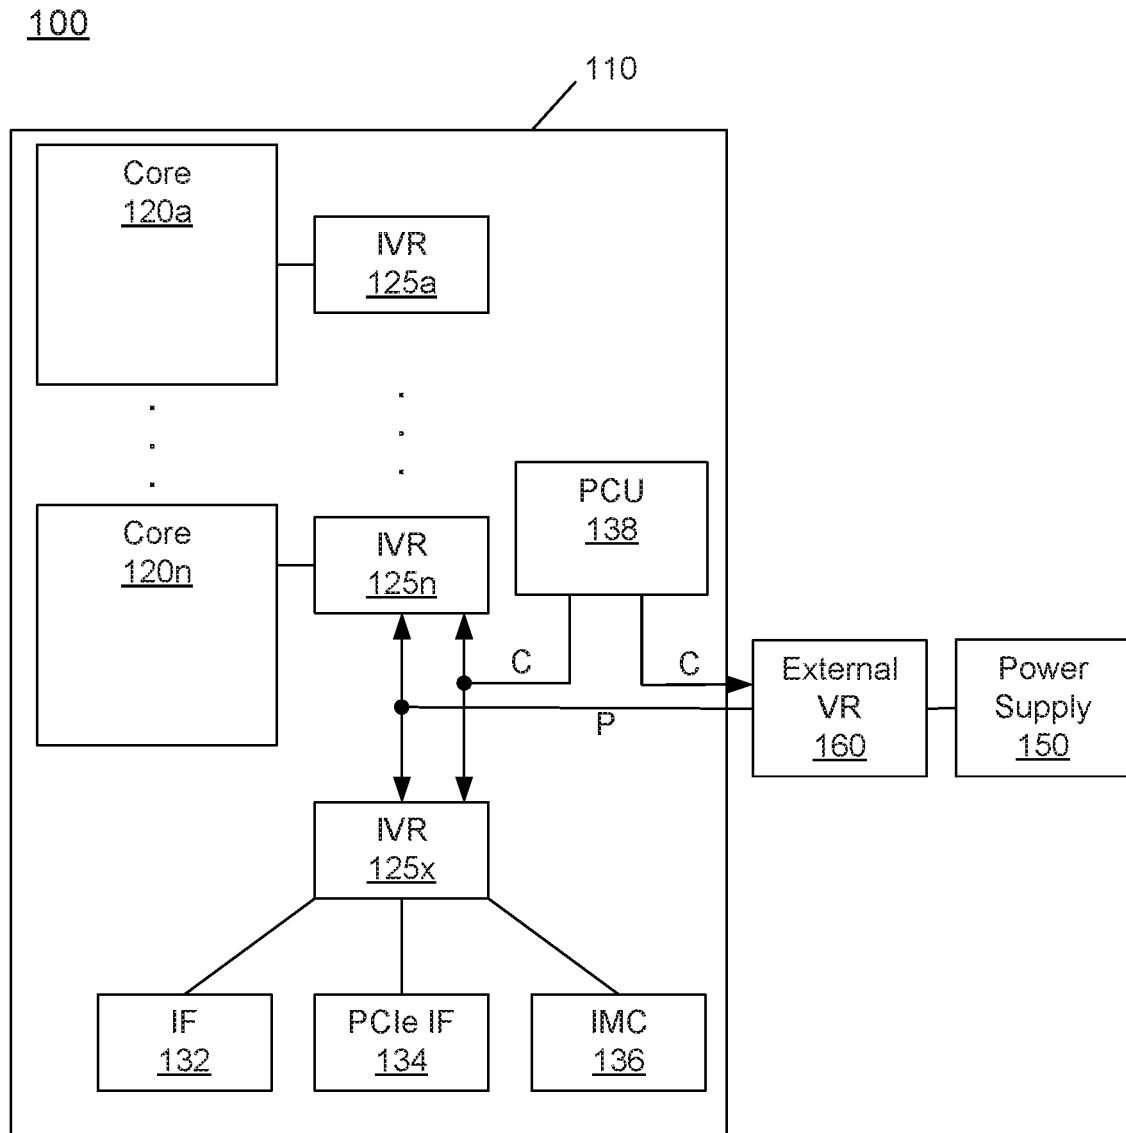 100
110
Core
120a
IVR
125a
PCU
138
Core
120n
IVR
125n
C
C
P
External
VR
160
Power
Supply
150
IVR
125x
IF
132
PCIe IF
134
IMC
136